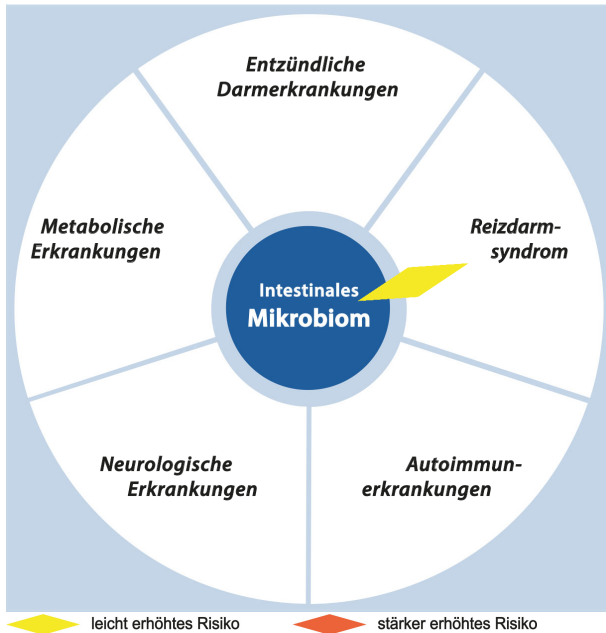 Entzündliche
Darmerkrankungen
Metabolische
Erkrankungen
Reizdarm-
syndrom
Intestinales
Mikrobiom
Neurologische
Erkrankungen
Autoimmun-
erkrankungen
leicht erhöhtes Risiko
stärker erhöhtes Risiko